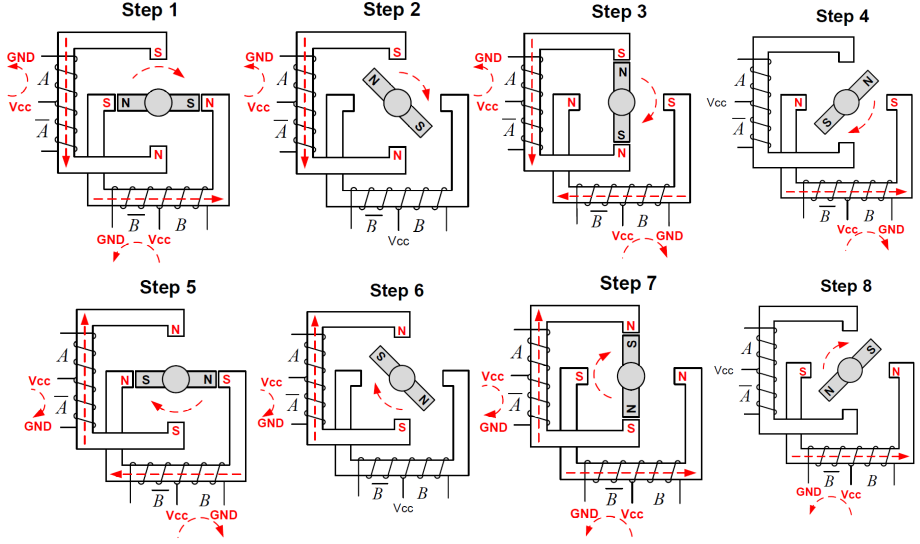 Step 1
GND
A
S
Vcc
S N S N
A̅
N
B̅ B
GND Vcc
Step 2
GND
A
S
N
Vcc
A̅
S
N
B̅ B
Vcc
Step 3
GND
A
S
N
Vcc
N S
A̅
S
N
B̅ B
Vcc GND
Step 4
A
N
Vcc
N S
A̅
S
B̅ B
Vcc GND
Step 5
N
A
Vcc
N S N S
A̅
GND
S
B̅ B
Vcc GND
Step 6
N
A
S
Vcc
A̅
N
GND
S
B̅ B
Vcc
Step 7
N
A
S
Vcc
S N
A̅
GND
N
S
B̅ B
GND Vcc
Step 8
A
S
Vcc
S N
A̅
N
B̅ B
GND Vcc